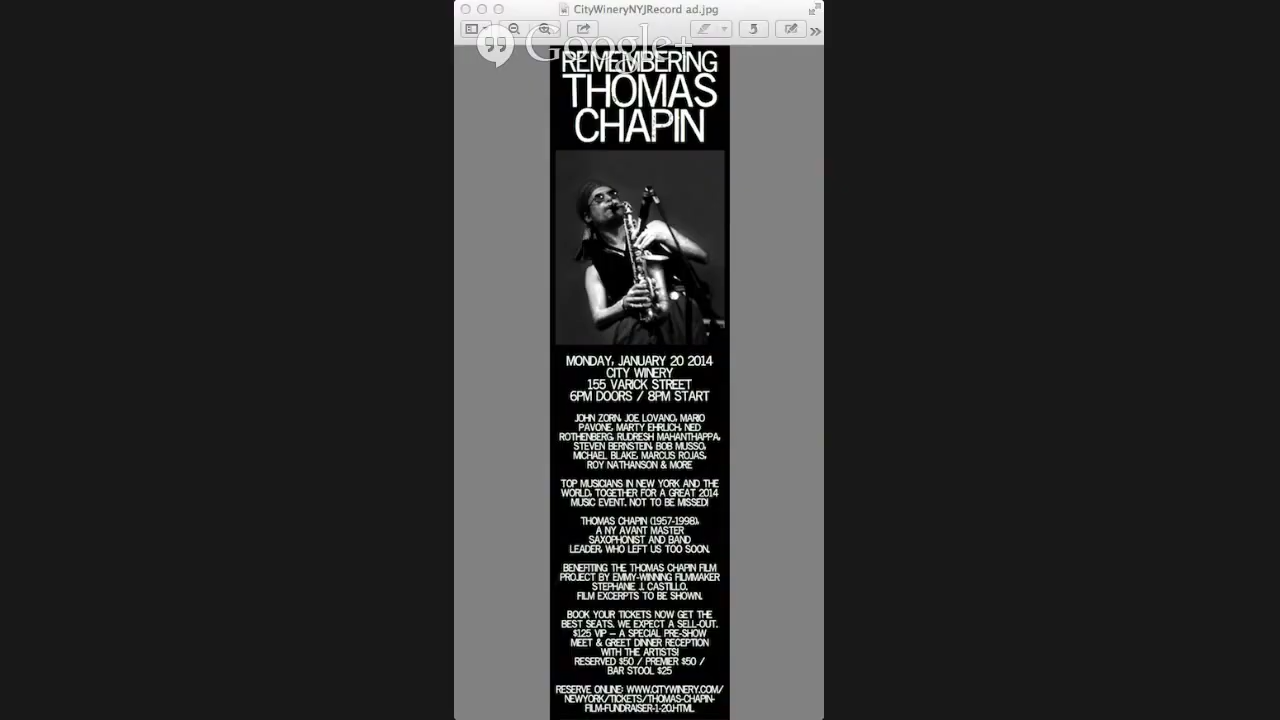 CityWineryNYJRecord ad.jpg
Google+
REMEMBERING
THOMAS
CHAPIN
MONDAY, JANUARY 20 2014
CITY WINERY
155 VARICK STREET
6PM DOORS / 8PM START
JOHN ZORN, JOE LOVANO, MARIO
PAVONE, MARTY EHRLICH, NED
ROTHENBERG, RUDRESH MAHANTHAPPA,
STEVEN BERNSTEIN, BOB MUSSO,
MICHAEL BLAKE, MARCUS ROJAS,
ROY NATHANSON & MORE
TOP MUSICIANS IN NEW YORK AND THE
WORLD, TOGETHER FOR A GREAT 2014
MUSIC EVENT. NOT TO BE MISSED!
THOMAS CHAPIN (1957-1998),
A NY AVANT MASTER
SAXOPHONIST AND BAND
LEADER, WHO LEFT US TOO SOON.
BENEFITING THE THOMAS CHAPIN FILM
PROJECT BY EMMY-WINNING FILMMAKER
STEPHANIE J. CASTILLO.
FILM EXCERPTS TO BE SHOWN.
BOOK YOUR TICKETS NOW GET THE
BEST SEATS. WE EXPECT A SELL-OUT.
$125 VIP – A SPECIAL PRE-SHOW
MEET & GREET DINNER RECEPTION
WITH THE ARTISTS!
RESERVED $50 / PREMIER $50 /
BAR STOOL $25
RESERVE ONLINE: WWW.CITYWINERY.COM/
NEWYORK/TICKETS/THOMAS-CHAPIN-
FILM-FUNDRAISER-1-20.HTML